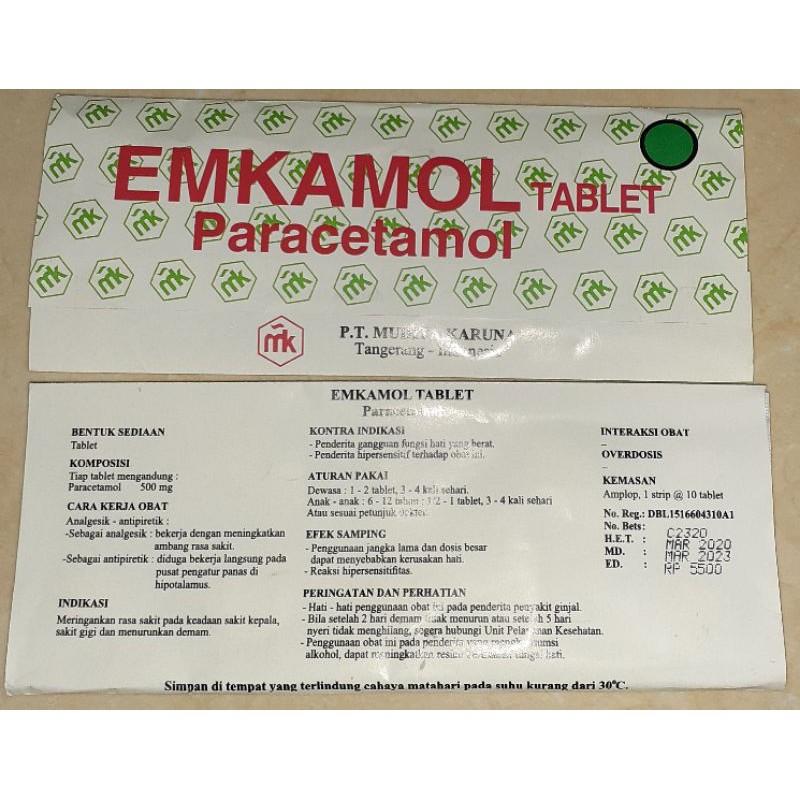 EMKAMOL TABLET
Paracetamol
mk
P.T. KARUNA
Tangerang -
EMKAMOL TABLET
BENTUK SEDIAAN
Tablet
KOMPOSISI
Tiap tablet mengandung :
Paracetamol 500 mg
CARA KERJA OBAT
Analgesik - antipiretik :
-Sebagai analgesik : bekerja dengan meningkatkan
ambang rasa sakit.
-Sebagai antipiretik : diduga bekerja langsung pada
pusat pengatur panas di
hipotalamus.
INDIKASI
Meringankan rasa sakit pada keadaan sakit kepala,
sakit gigi dan menurunkan demam.
KONTRA INDIKASI
- Penderita gangguan fungsi hati yang berat.
- Penderita hipersensitif terhadap obat ini.
ATURAN PAKAI
Dewasa : 1 - 2 tablet, 3 - 4 kali sehari.
Anak - anak : 6 - 12 tahun : 1/2 - 1 tablet, 3 - 4 kali sehari
Atau sesuai petunjuk dokter.
EFEK SAMPING
- Penggunaan jangka lama dan dosis besar
dapat menyebabkan kerusakan hati.
- Reaksi hipersensitifitas.
PERINGATAN DAN PERHATIAN
- Hati - hati penggunaan obat ini pada penderita penyakit ginjal.
- Bila setelah 2 hari demam tidak menurun atau setelah 5 hari
nyeri tidak menghilang, segera hubungi Unit Kesehatan.
- Penggunaan obat ini pada penderita yang
alkohol, dapat meningkatkan hati.
INTERAKSI OBAT
-
OVERDOSIS
-
KEMASAN
Amplop, 1 strip @ 10 tablet
No. Reg.: DBL1516604310A1
No. Bets:
H.E.T. :
MD. :
ED. :
C2320
MAR 2020
MAR 2023
RP 5500
Simpan di tempat yang terlindung cahaya matahari pada suhu kurang dari 30°C.